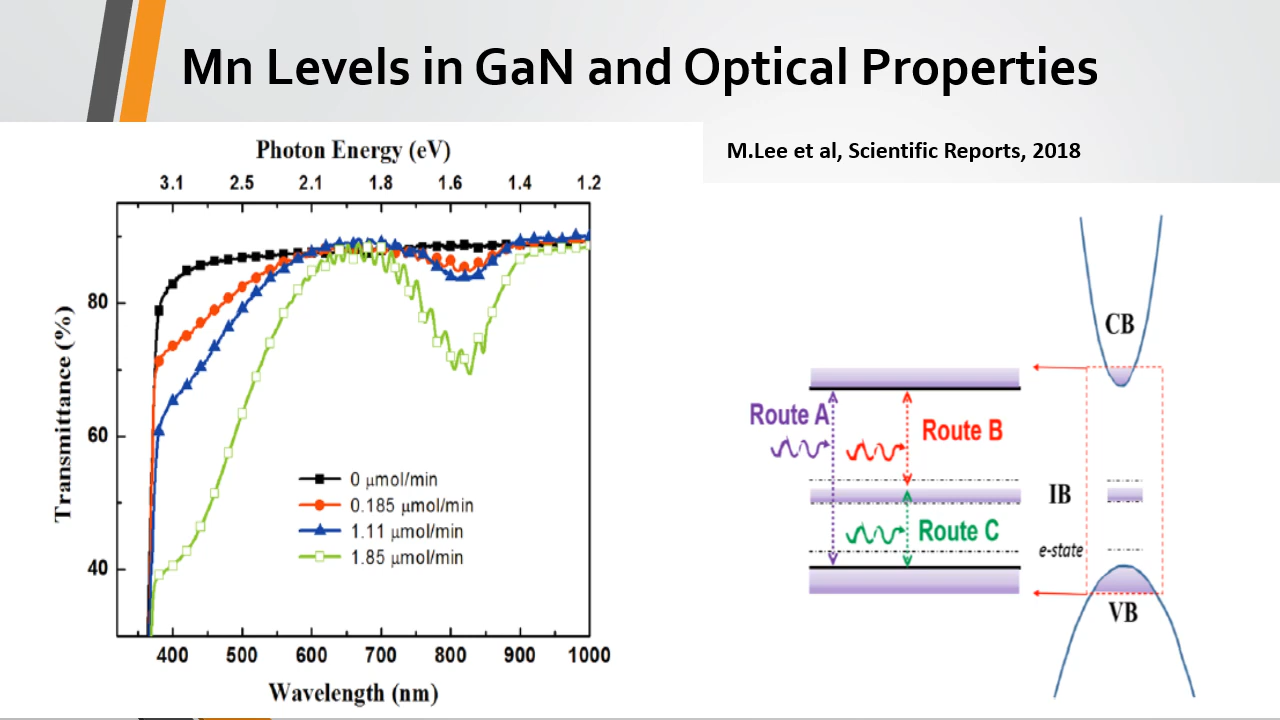 Mn Levels in GaN and Optical Properties
M.Lee et al, Scientific Reports, 2018
Photon Energy (eV)
3.1 2.5 2.1 1.8 1.6 1.4 1.2
Transmittance (%)
80
60
40
0 μmol/min
0.185 μmol/min
1.11 μmol/min
1.85 μmol/min
400 500 600 700 800 900 1000
Wavelength (nm)
CB
Route A
Route B
IB
Route C
e-state
VB